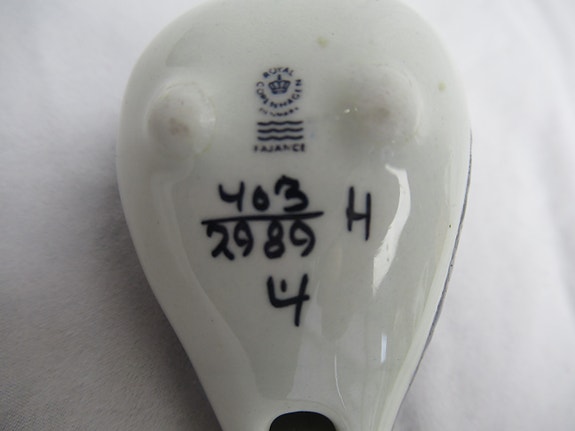 ROYAL
COPENHAGEN
DENMARK
FAJANCE
403 H
2989
4